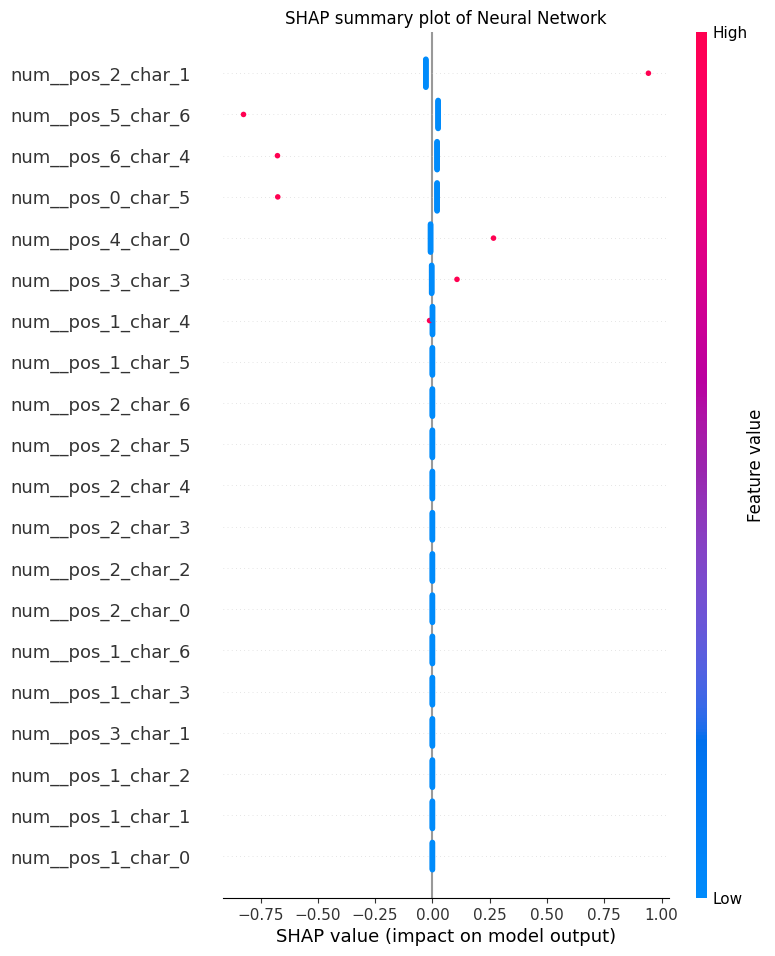 SHAP summary plot of Neural Network
High
num__pos_2_char_1
num__pos_5_char_6
num__pos_6_char_4
num__pos_0_char_5
num__pos_4_char_0
num__pos_3_char_3
num__pos_1_char_4
num__pos_1_char_5
num__pos_2_char_6
num__pos_2_char_5
num__pos_2_char_4
num__pos_2_char_3
num__pos_2_char_2
num__pos_2_char_0
num__pos_1_char_6
num__pos_1_char_3
num__pos_3_char_1
num__pos_1_char_2
num__pos_1_char_1
num__pos_1_char_0
Feature value
Low
−0.75 −0.50 −0.25 0.00 0.25 0.50 0.75 1.00
SHAP value (impact on model output)